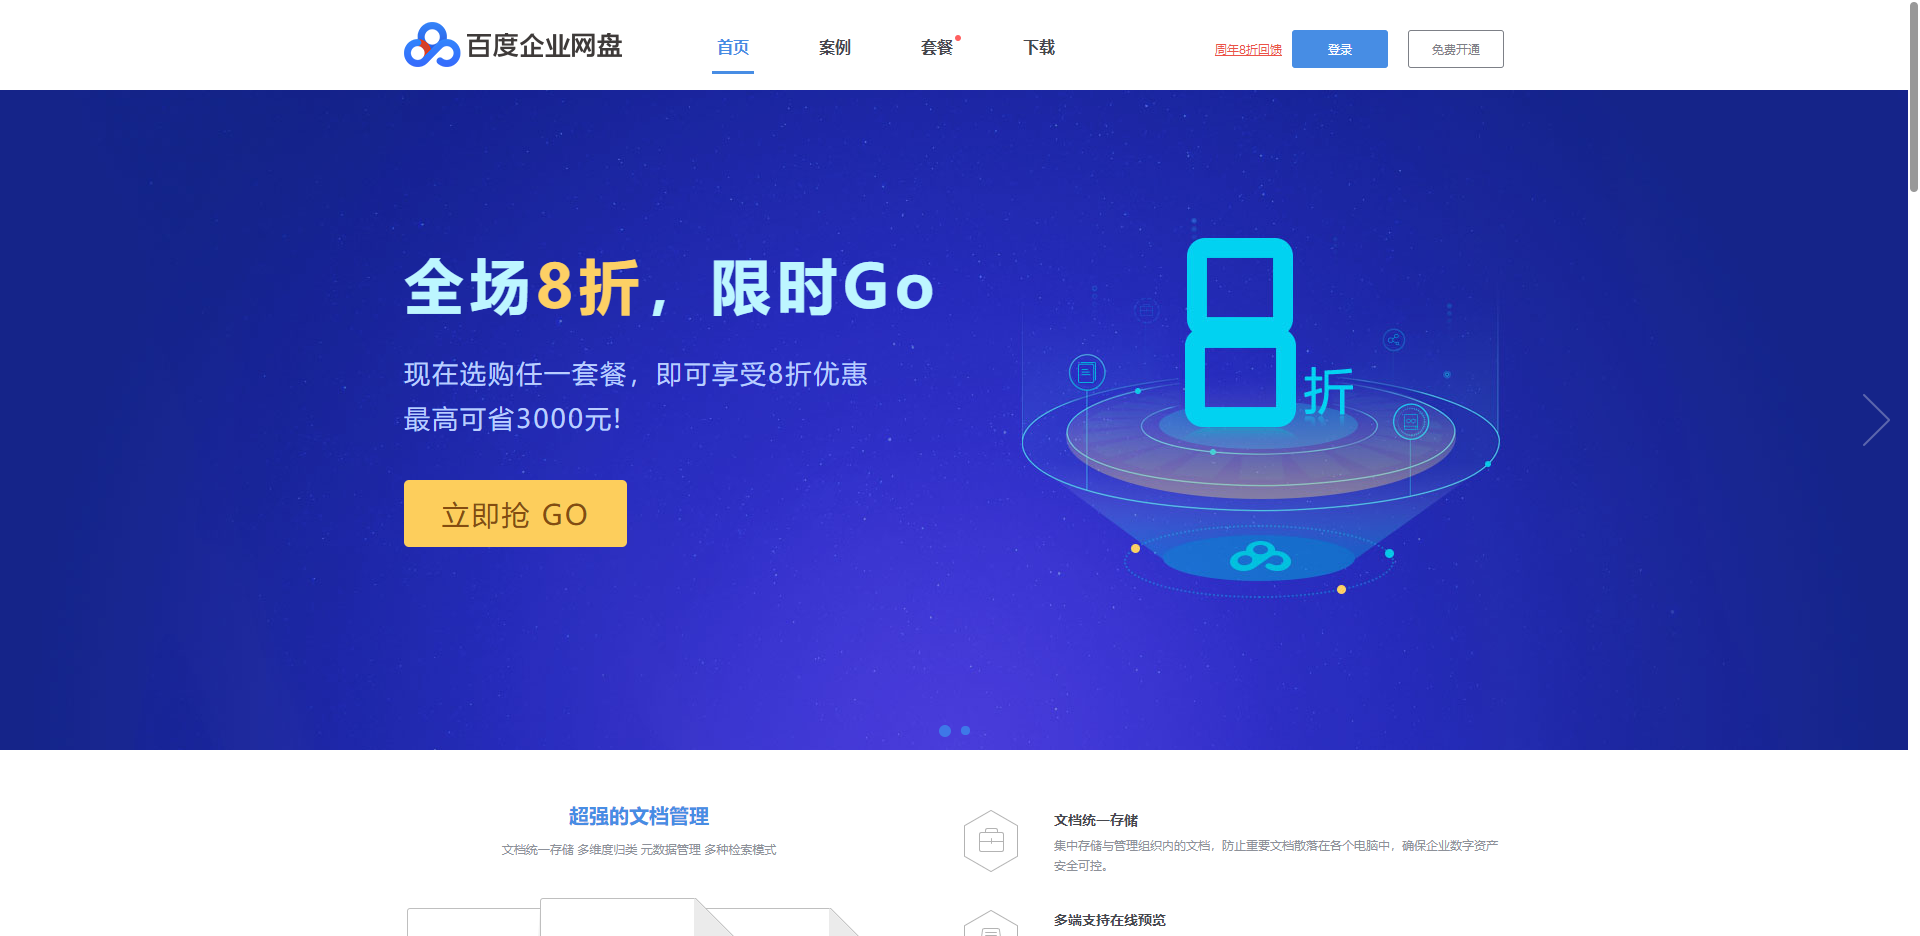 百度企业网盘
首页
案例
套餐
下载
周年8折回馈
登录
免费开通
全场8折，限时Go
现在选购任一套餐，即可享受8折优惠
最高可省3000元!
立即抢 GO
8折
超强的文档管理
文档统一存储 多维度归类 元数据管理 多种检索模式
文档统一存储
集中存储与管理组织内的文档，防止重要文档散落在各个电脑中，确保企业数字资产
安全可控。
多端支持在线预览